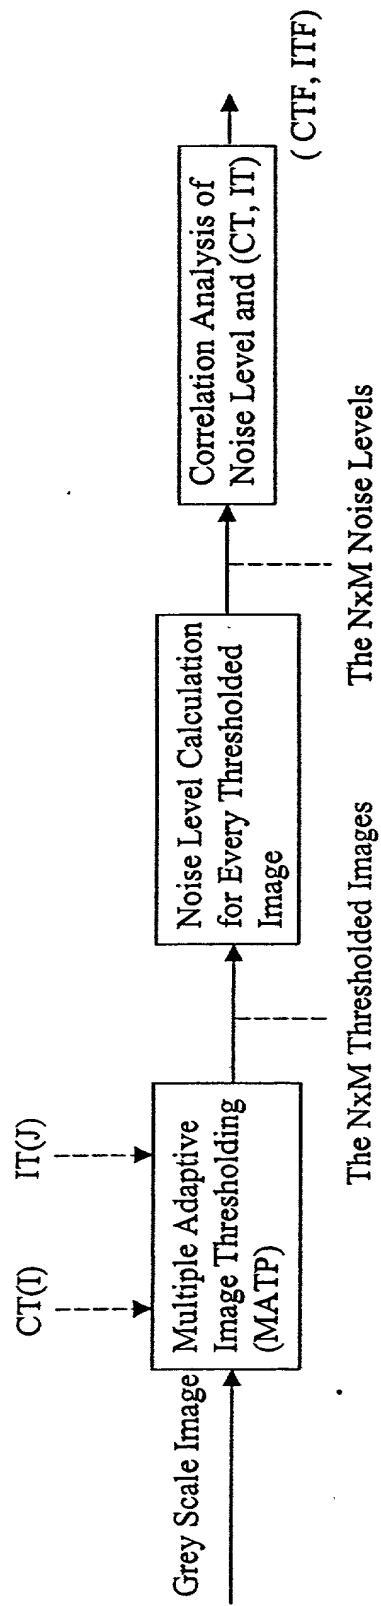 CT(I)
IT(J)
Grey Scale Image
Multiple Adaptive
Image Thresholding
(MATP)
The NxM Thresholded Images
Noise Level Calculation
for Every Thresholded
Image
The NxM Noise Levels
Correlation Analysis of
Noise Level and (CT, IT)
( CTF, ITF)